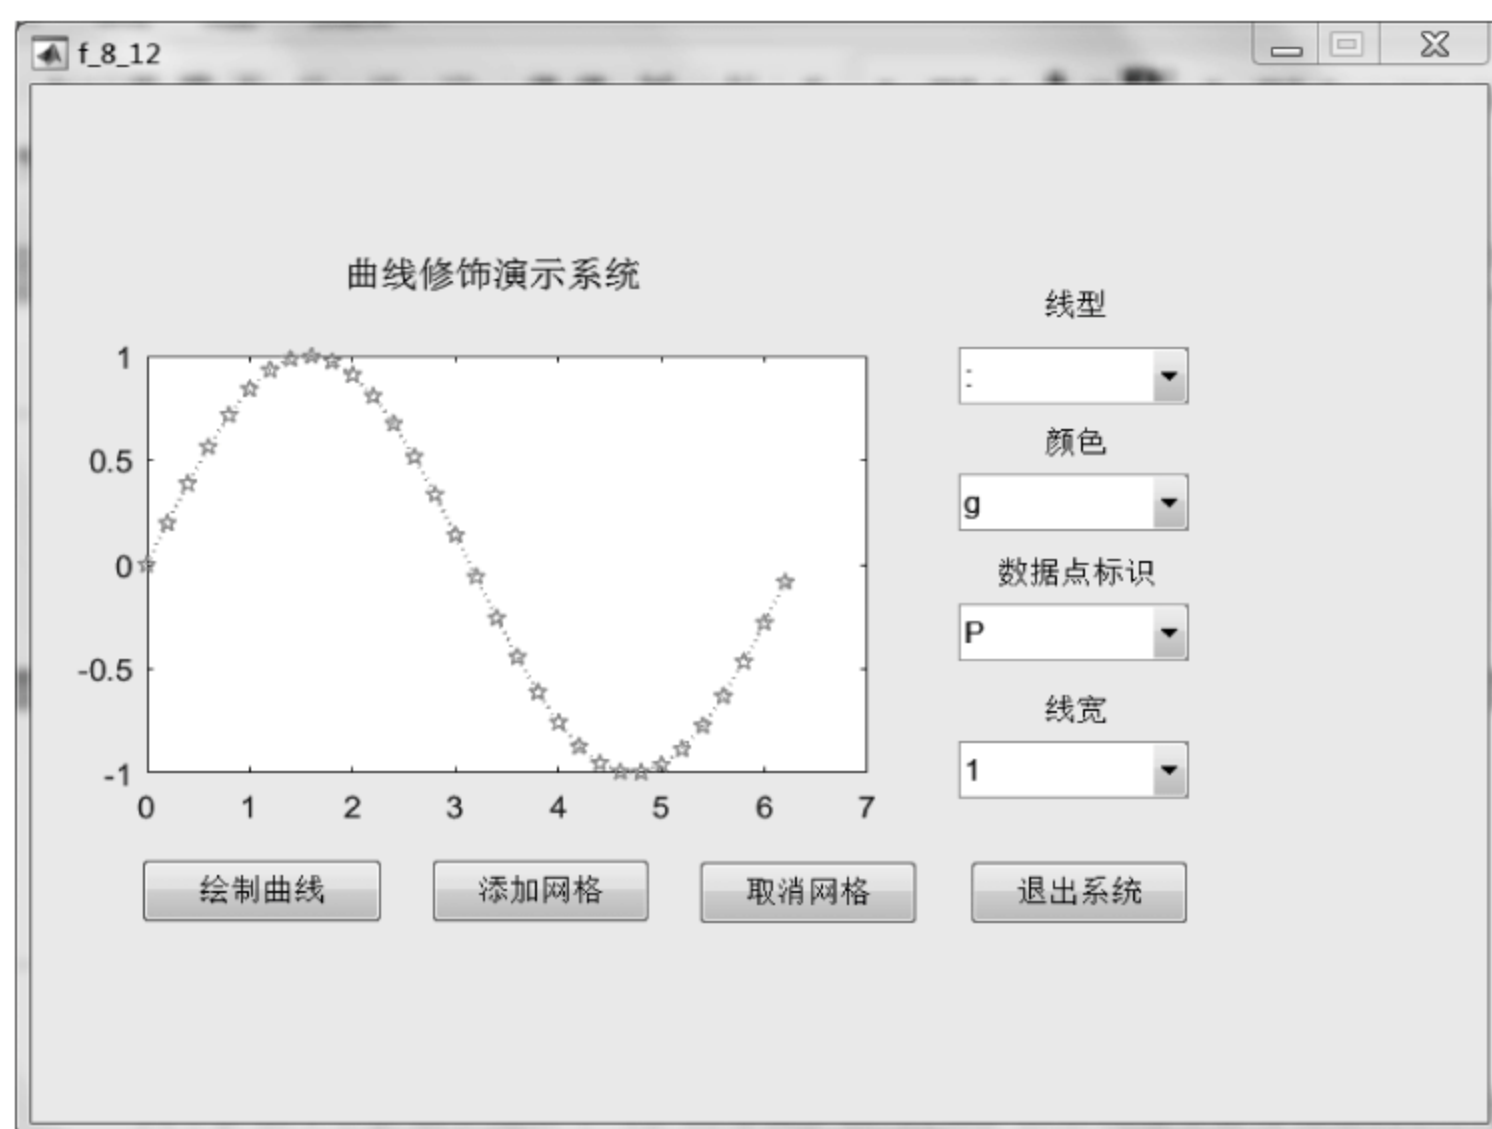 f_8_12
曲线修饰演示系统
1
0.5
0
-0.5
-1
0 1 2 3 4 5 6 7
线型
:
颜色
g
数据点标识
P
线宽
1
绘制曲线 添加网格 取消网格 退出系统